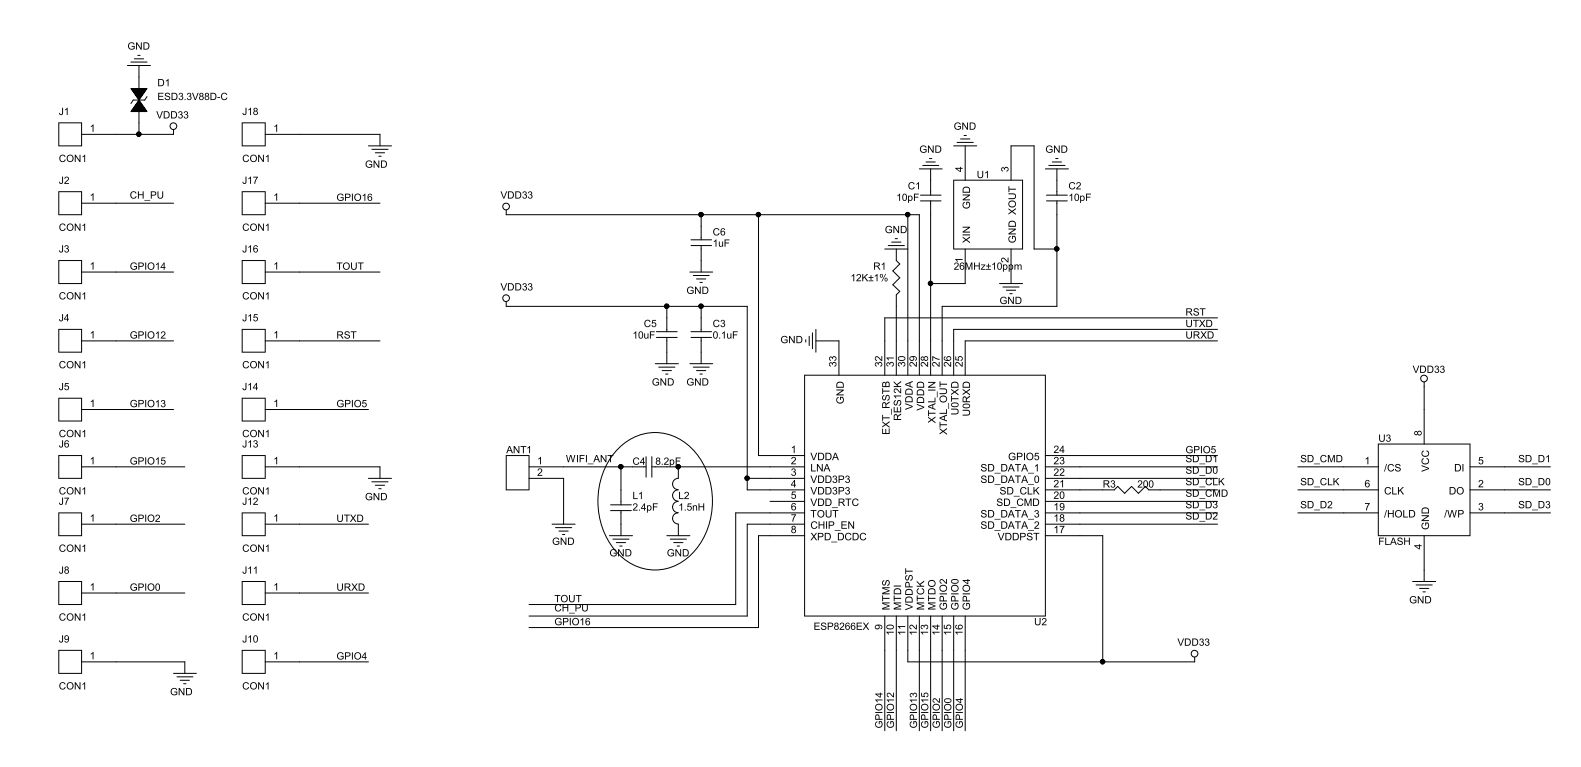 GND
D1
ESD3.3V88D-C
VDD33
J1
1
CON1
J2
1
CH_PU
CON1
J3
1
GPIO14
CON1
J4
1
GPIO12
CON1
J5
1
GPIO13
CON1
J6
1
GPIO15
CON1
J7
1
GPIO2
CON1
J8
1
GPIO0
CON1
J9
1
CON1
GND
J18
1
CON1
GND
J17
1
GPIO16
CON1
J16
1
TOUT
CON1
J15
1
RST
CON1
J14
1
GPIO5
CON1
J13
1
CON1
GND
J12
1
UTXD
CON1
J11
1
URXD
CON1
J10
1
GPIO4
CON1
VDD33
C6
1uF
GND
VDD33
C5
10uF
GND
C3
0.1uF
GND
GND
R1
12K±1%
GND
C1
10pF
GND
4
3
U1
GND
XOUT
XIN
GND
1
2
26MHz±10ppm
GND
GND
C2
10pF
RST
UTXD
URXD
GND
33
32
31
30
29
28
27
26
25
GND
EXT_RSTB
RES12K
VDDA
VDDD
XTAL_IN
XTAL_OUT
U0TXD
U0RXD
ANT1
1
2
WIFI_ANT
GND
C4
8.2pF
L1
2.4pF
GND
L2
1.5nH
GND
1
VDDA
2
LNA
3
VDD3P3
4
VDD3P3
5
VDD_RTC
6
TOUT
7
CHIP_EN
8
XPD_DCDC
24
GPIO5
GPIO5
23
SD_DATA_1
SD_D1
22
SD_DATA_0
SD_D0
21
SD_CLK
R3
200
SD_CLK
20
SD_CMD
SD_CMD
19
SD_DATA_3
SD_D3
18
SD_DATA_2
SD_D2
17
VDDPST
TOUT
CH_PU
GPIO16
MTMS
MTDI
VDDPST
MTCK
MTDO
GPIO2
GPIO0
GPIO4
ESP8266EX
U2
9
10
11
12
13
14
15
16
GPIO14
GPIO12
GPIO13
GPIO15
GPIO2
GPIO0
GPIO4
VDD33
VDD33
8
U3
VCC
SD_CMD
1
/CS
DI
5
SD_D1
SD_CLK
6
CLK
DO
2
SD_D0
SD_D2
7
/HOLD
GND
/WP
3
SD_D3
FLASH
4
GND